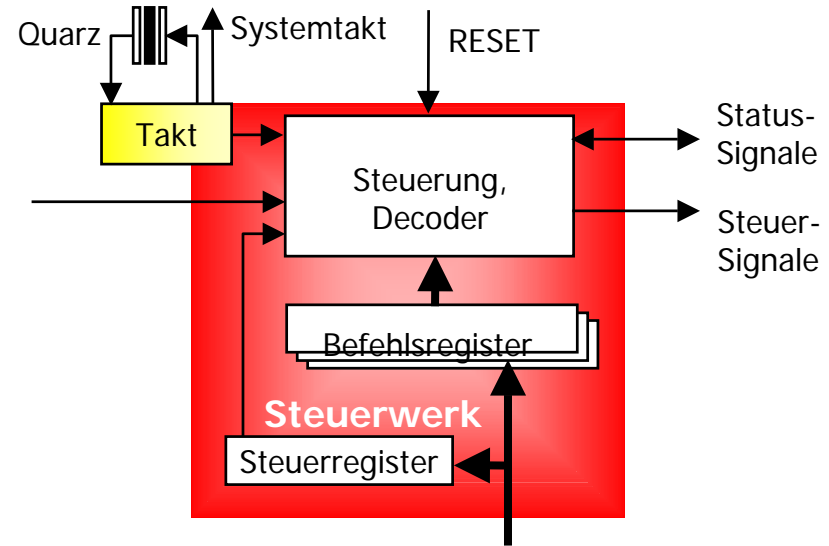 Quarz
Systemtakt
RESET
Takt
Status-
Signale
Steuerung,
Decoder
Steuer-
Signale
Befehlsregister
Steuerwerk
Steuerregister